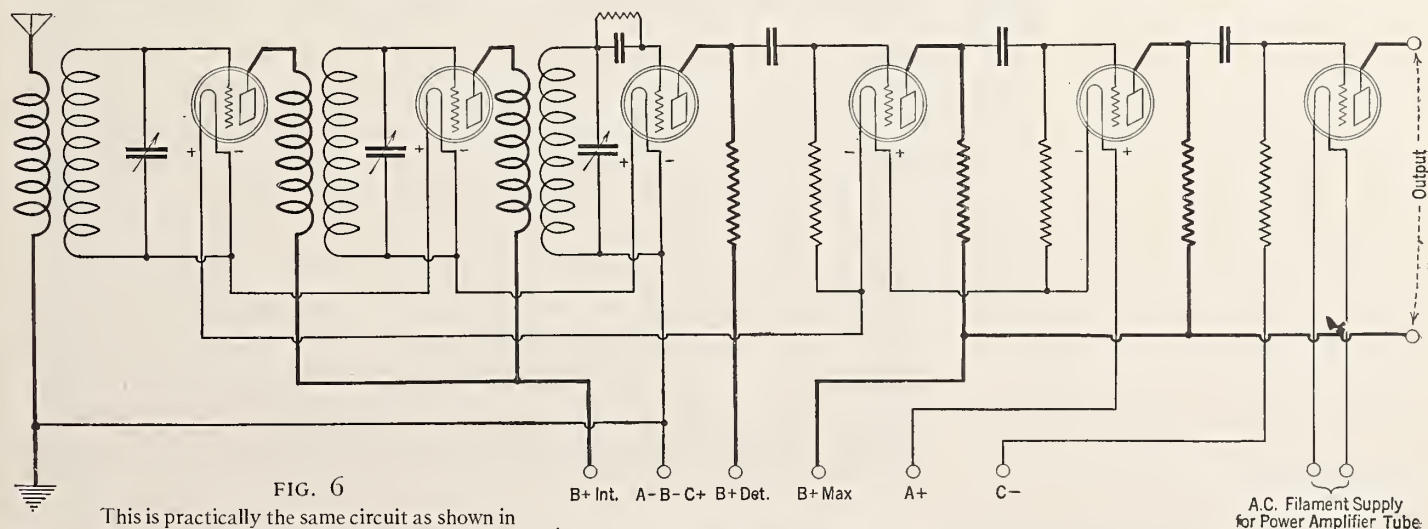 + -
+ -
+ -
- +
- +
Output
B+ Int. A- B- C+ B+ Det. B+ Max A+ C-
A.C. Filament Supply
for Power Amplifier Tube
FIG. 6
This is practically the same circuit as shown in